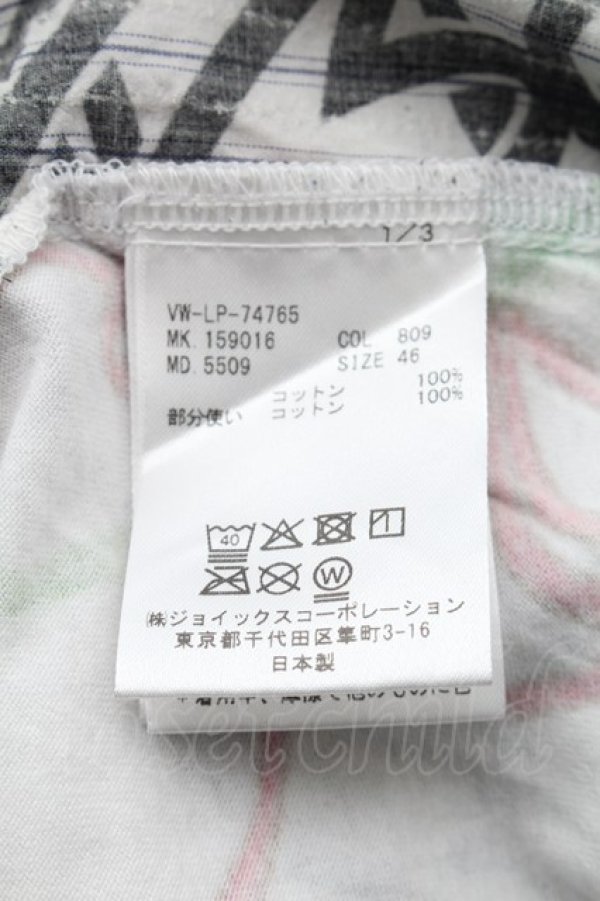 1/3
VW-LP-74765
MK. 159016 COL 809
MD. 5509 SIZE 46
コットン 100%
部分使い コットン 100%
40
W
㈱ジョイックスコーポレーション
東京都千代田区隼町3-16
日本製
closet child